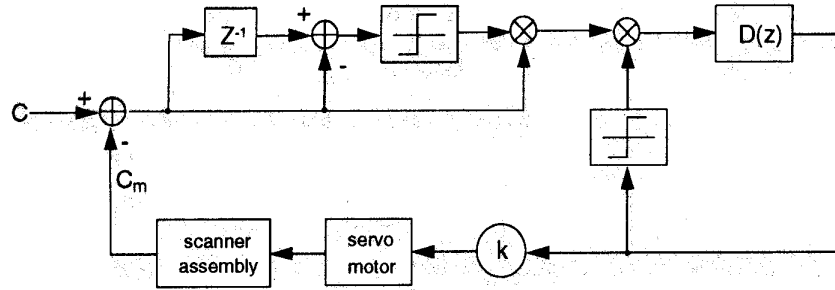 Z⁻¹
+
-
D(z)
C
+
-
Cₘ
scanner
assembly
servo
motor
k